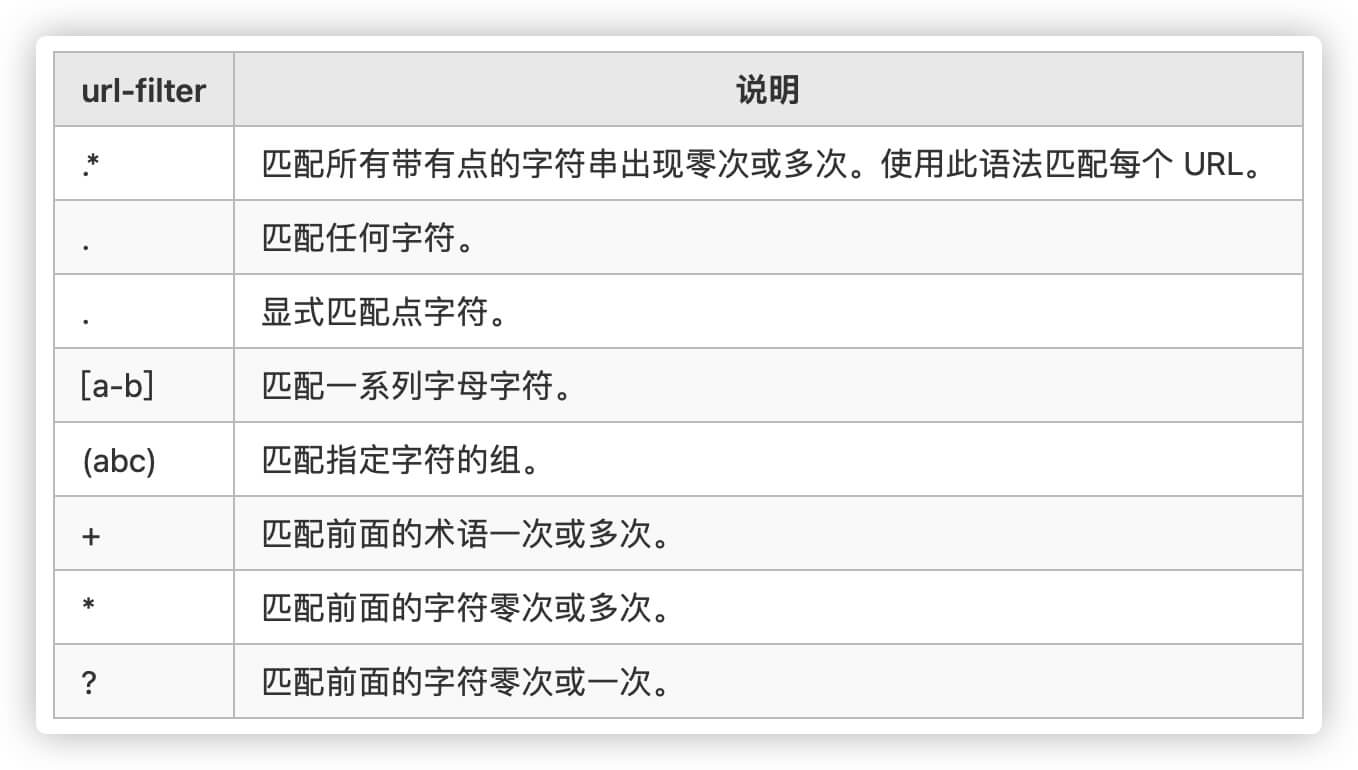 url-filter 说明
.* 匹配所有带有点的字符串出现零次或多次。使用此语法匹配每个 URL。
. 匹配任何字符。
. 显式匹配点字符。
[a-b] 匹配一系列字母字符。
(abc) 匹配指定字符的组。
+ 匹配前面的术语一次或多次。
* 匹配前面的字符零次或多次。
? 匹配前面的字符零次或一次。